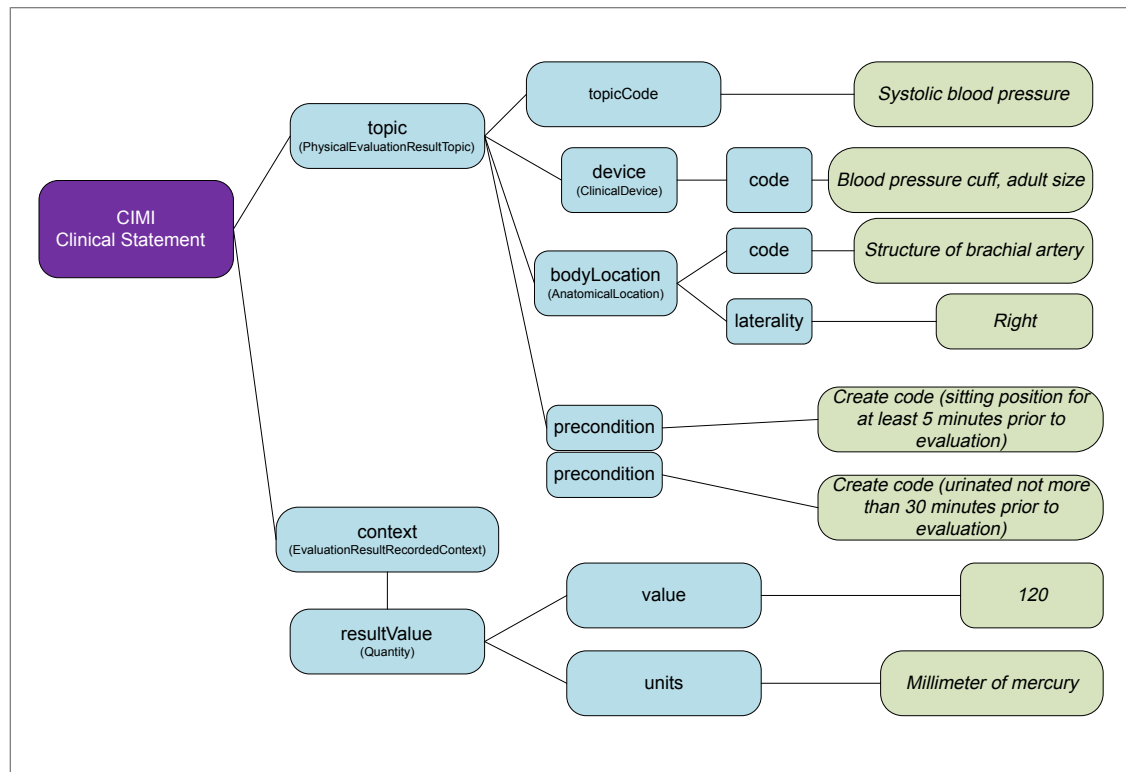 CIMI
Clinical Statement
topic
(PhysicalEvaluationResultTopic)
topicCode
Systolic blood pressure
device
(ClinicalDevice)
code
Blood pressure cuff, adult size
bodyLocation
(AnatomicalLocation)
code
Structure of brachial artery
laterality
Right
precondition
Create code (sitting position for
at least 5 minutes prior to
evaluation)
precondition
Create code (urinated not more
than 30 minutes prior to
evaluation)
context
(EvaluationResultRecordedContext)
resultValue
(Quantity)
value
120
units
Millimeter of mercury